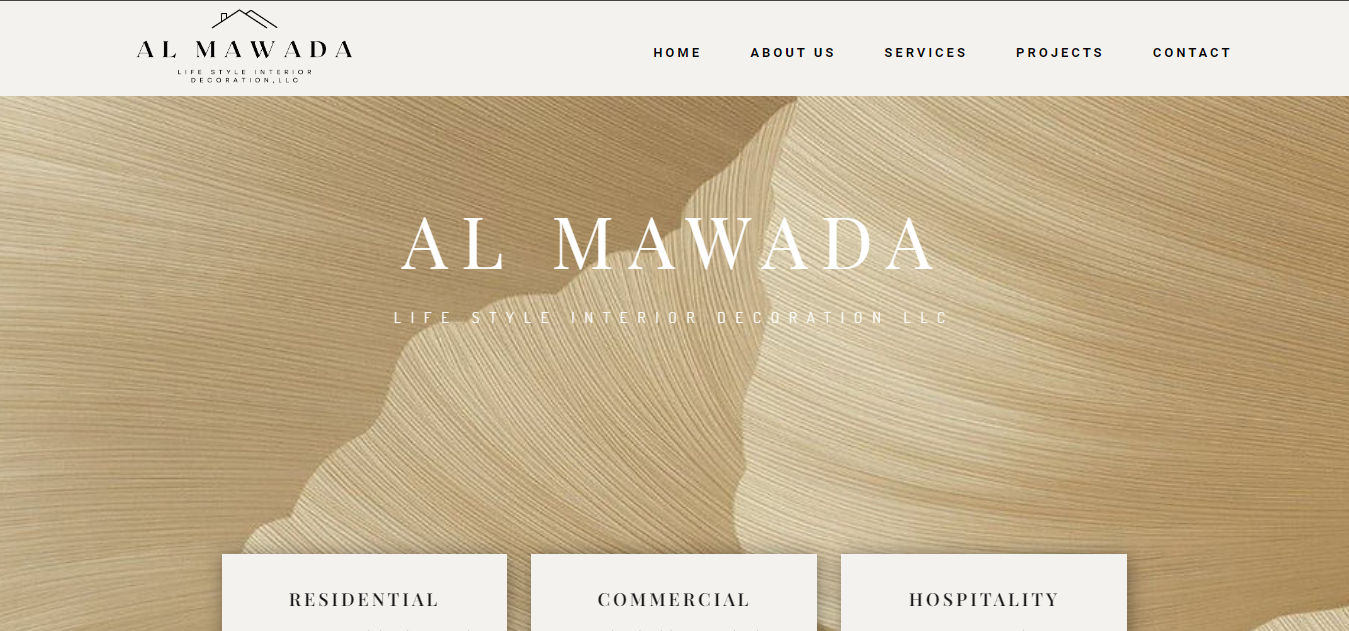 AL MAWADA
LIFE STYLE INTERIOR
DECORATION,LLC
HOME ABOUT US SERVICES PROJECTS CONTACT
AL MAWADA
LIFE STYLE INTERIOR DECORATION LLC
RESIDENTIAL COMMERCIAL HOSPITALITY